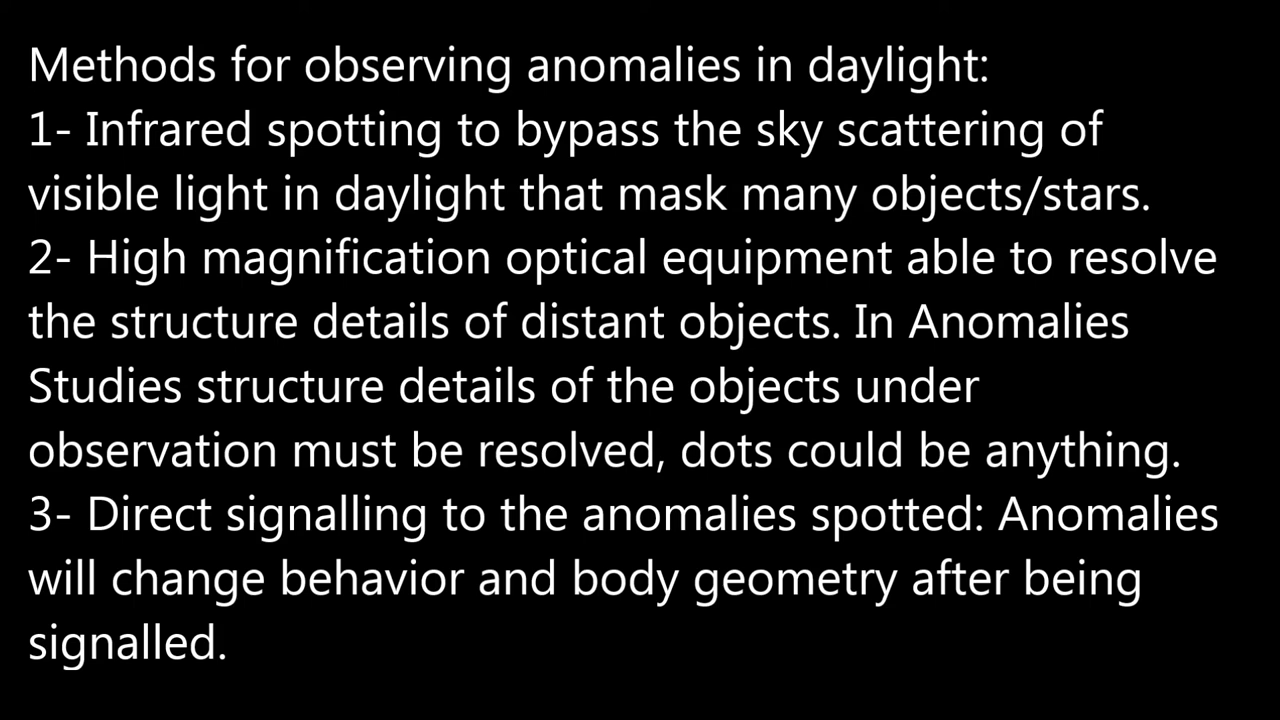 Methods for observing anomalies in daylight:
1- Infrared spotting to bypass the sky scattering of
visible light in daylight that mask many objects/stars.
2- High magnification optical equipment able to resolve
the structure details of distant objects. In Anomalies
Studies structure details of the objects under
observation must be resolved, dots could be anything.
3- Direct signalling to the anomalies spotted: Anomalies
will change behavior and body geometry after being
signalled.